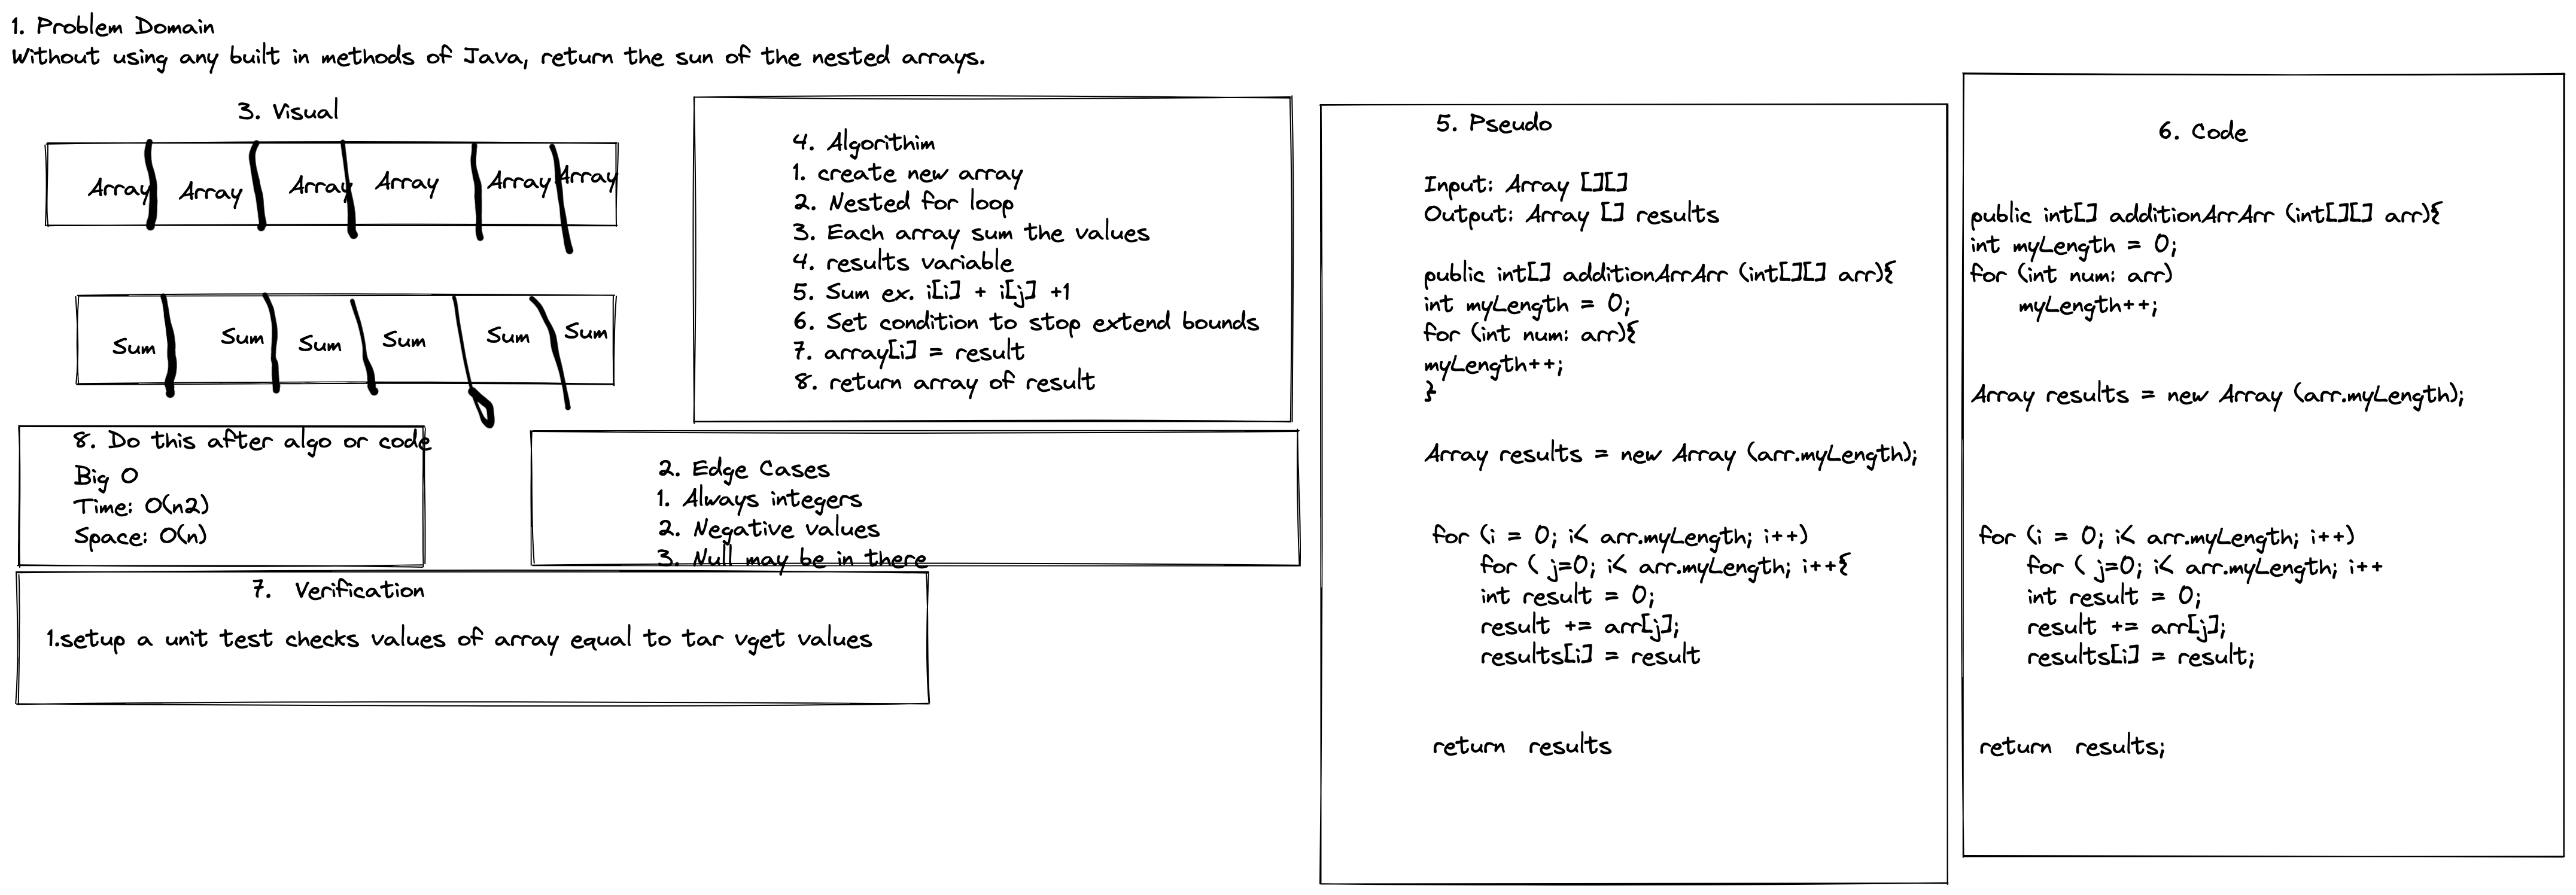 1. Problem Domain
Without using any built in methods of Java, return the sun of the nested arrays.
3. Visual
Array Array Array Array Array Array
Sum Sum Sum Sum Sum Sum
8. Do this after algo or code
Big O
Time: O(n2)
Space: O(n)
4. Algorithim
1. create new array
2. Nested for loop
3. Each array sum the values
4. results variable
5. Sum ex. i[i] + i[j] +1
6. Set condition to stop extend bounds
7. array[i] = result
8. return array of result
2. Edge Cases
1. Always integers
2. Negative values
3. Null may be in there
7. Verification
1.setup a unit test checks values of array equal to tar vget values
5. Pseudo
Input: Array [][]
Output: Array [] results
public int[] additionArrArr (int[][] arr){
int myLength = 0;
for (int num: arr){
myLength++;
}
Array results = new Array (arr.myLength);
for (i = 0; i< arr.myLength; i++)
for ( j=0; i< arr.myLength; i++{
int result = 0;
result += arr[j];
results[i] = result
return results
6. Code
public int[] additionArrArr (int[][] arr){
int myLength = 0;
for (int num: arr)
myLength++;
Array results = new Array (arr.myLength);
for (i = 0; i< arr.myLength; i++)
for ( j=0; i< arr.myLength; i++
int result = 0;
result += arr[j];
results[i] = result;
return results;